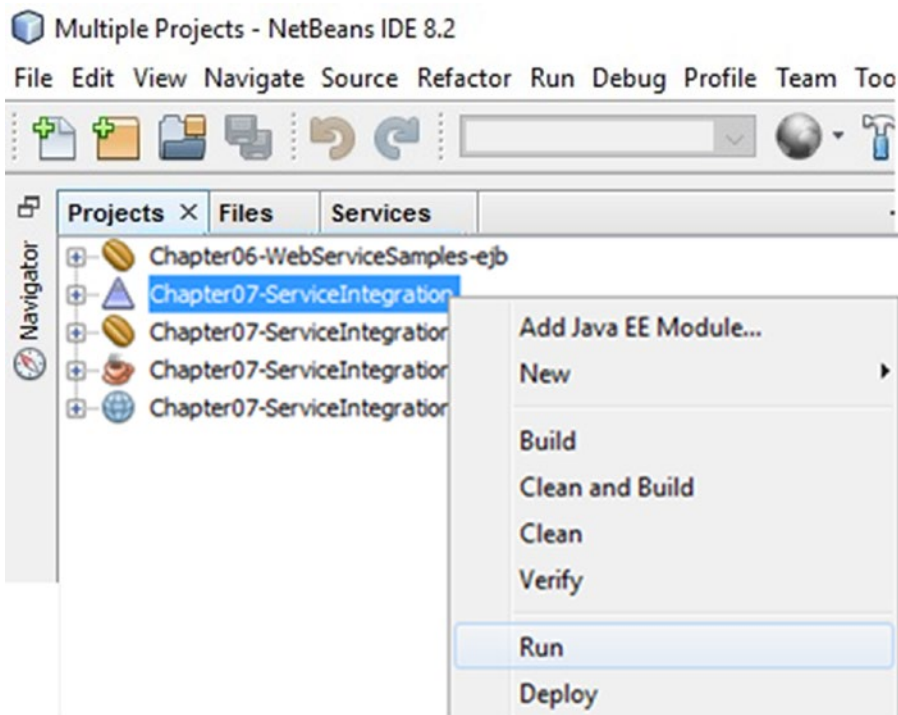 Multiple Projects - NetBeans IDE 8.2
File Edit View Navigate Source Refactor Run Debug Profile Team Too
Projects Files Services
Navigator
Chapter06-WebServiceSamples-ejb
Chapter07-ServiceIntegration
Chapter07-ServiceIntegration
Chapter07-ServiceIntegration
Chapter07-ServiceIntegration
Add Java EE Module...
New
Build
Clean and Build
Clean
Verify
Run
Deploy